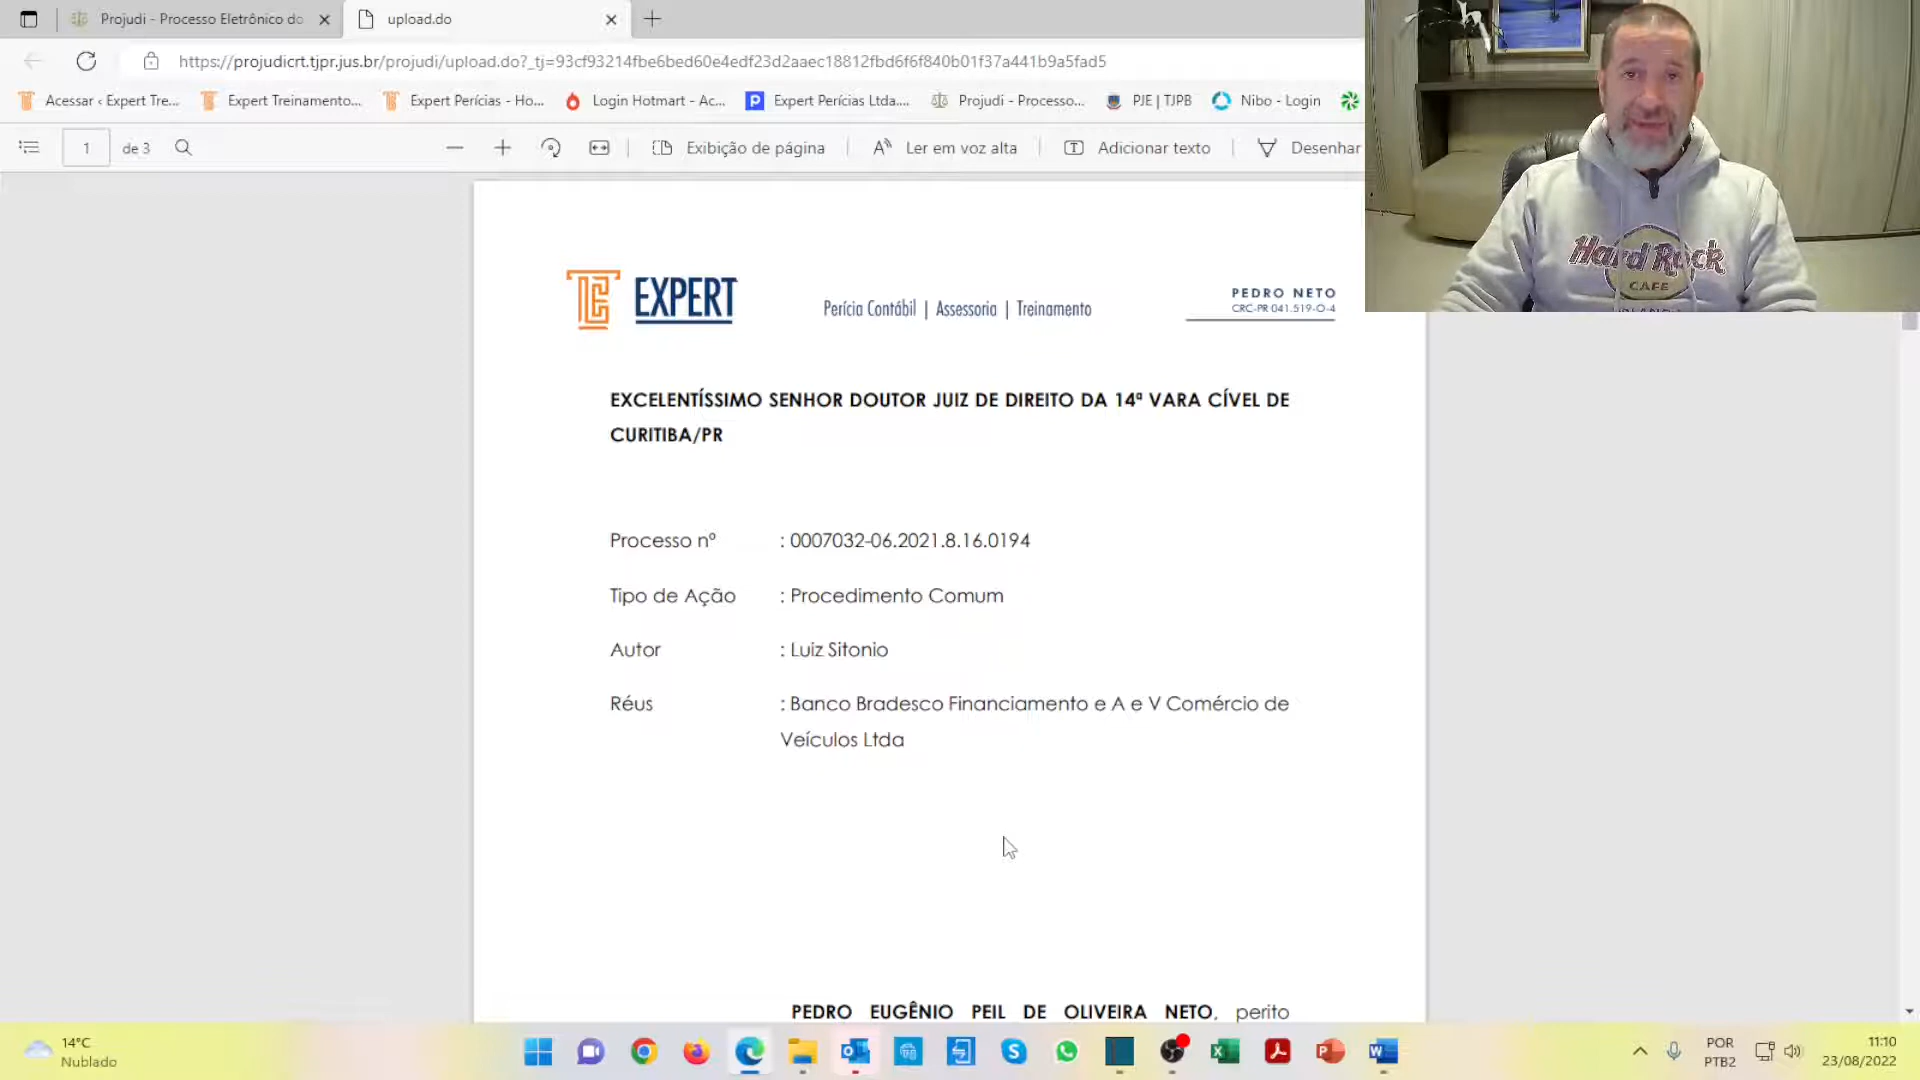 Projudi - Processo Eletrônico do
upload.do
https://projudicrt.tjpr.jus.br/projudi/upload.do?_tj=93cf93214fbe6bed60e4edf23d2aaec18812fbd6f6f840b01f37a441b9a5fad5
Acessar ‹ Expert Tre...
Expert Treinamento...
Expert Perícias - Ho...
Login Hotmart - Ac...
Expert Perícias Ltda....
Projudi - Processo...
PJE | TJPB
Nibo - Login
1 de 3
Exibição de página
Ler em voz alta
Adicionar texto
Desenhar
Hard Rock
CAFE
EXPERT
Perícia Contábil | Assessoria | Treinamento
PEDRO NETO
CRC-PR 041.519-O-4
EXCELENTÍSSIMO SENHOR DOUTOR JUIZ DE DIREITO DA 14ª VARA CÍVEL DE
CURITIBA/PR
Processo nº : 0007032-06.2021.8.16.0194
Tipo de Ação : Procedimento Comum
Autor : Luiz Sitonio
Réus : Banco Bradesco Financiamento e A e V Comércio de
Veículos Ltda
PEDRO EUGÊNIO PEIL DE OLIVEIRA NETO, perito
14°C
Nublado
POR
PTB2
11:10
23/08/2022